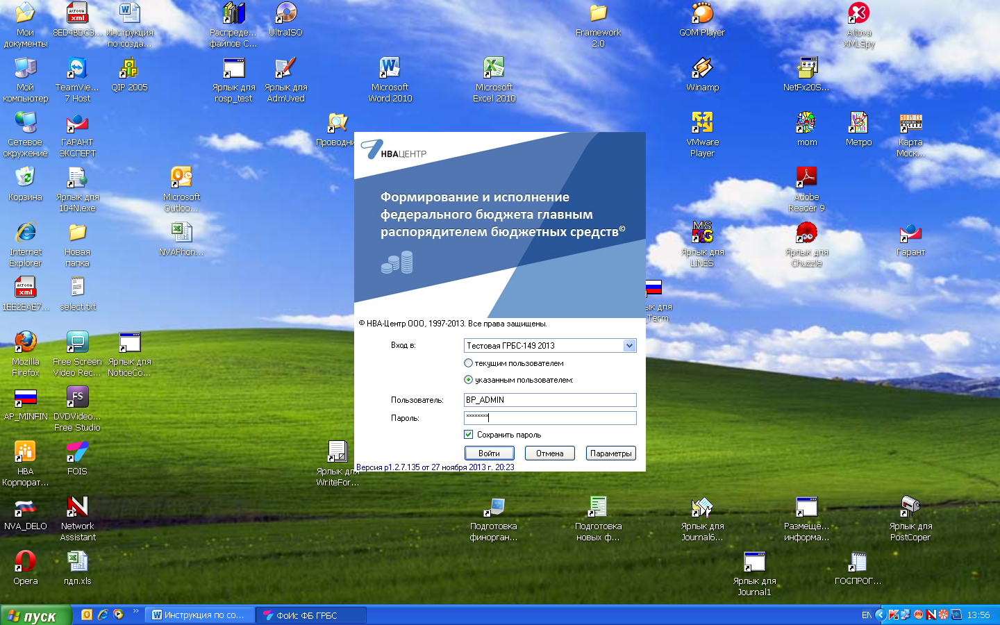 Мои
документы
8ED4BDC3...
Инструкция
по созда...
Распреде...
файлов С...
UltraISO
Framework
2.0
GOM Player
Altova
XMLSpy
Мой
компьютер
TeamVie...
7 Host
QIP 2005
Ярлык для
rosp_test
Ярлык для
AdmUved
Microsoft
Word 2010
Microsoft
Excel 2010
Winamp
NetFx20S...
Сетевое
окружение
ГАРАНТ
ЭКСПЕРТ
VMware
Player
mom
Метро
Карта
Моск...
Корзина
Ярлык для
104N.exe
Microsoft
Outloo...
Adobe
Reader 9
Internet
Explorer
Новая
папка
NVAPhon...
Ярлык для
LINES
Ярлык для
Chuzzle
Гарант
1EE2EAE7...
select.txt
Mozilla
Firefox
Free Screen
Video Rec...
Ярлык для
NoticeCo...
AP_MINFIN
DVDVideo...
Free Studio
НВА
Корпорат...
FOIS
Ярлык для
WriteFor...
NVA_DELO
Network
Assistant
Подготовка
финорган...
Подготовка
новых ф...
Ярлык для
Journal6...
Размеще...
информа...
Ярлык для
PostCoper
Opera
лдл.xls
Ярлык для
Journal1
ГОСПРОГ...
НВАЦЕНТР
Формирование и исполнение
федерального бюджета главным
распорядителем бюджетных средств©
© НВА-Центр ООО, 1997-2013. Все права защищены.
Вход в:
Тестовая ГРБС-149 2013
текущим пользователем
указанным пользователем:
Пользователь:
BP_ADMIN
Пароль:
********
Сохранить пароль
Войти
Отмена
Параметры
Версия p1.2.7.135 от 27 ноября 2013 г. 20:23
пуск
Инструкция по со...
ФоИс ФБ ГРБС
EN
13:56